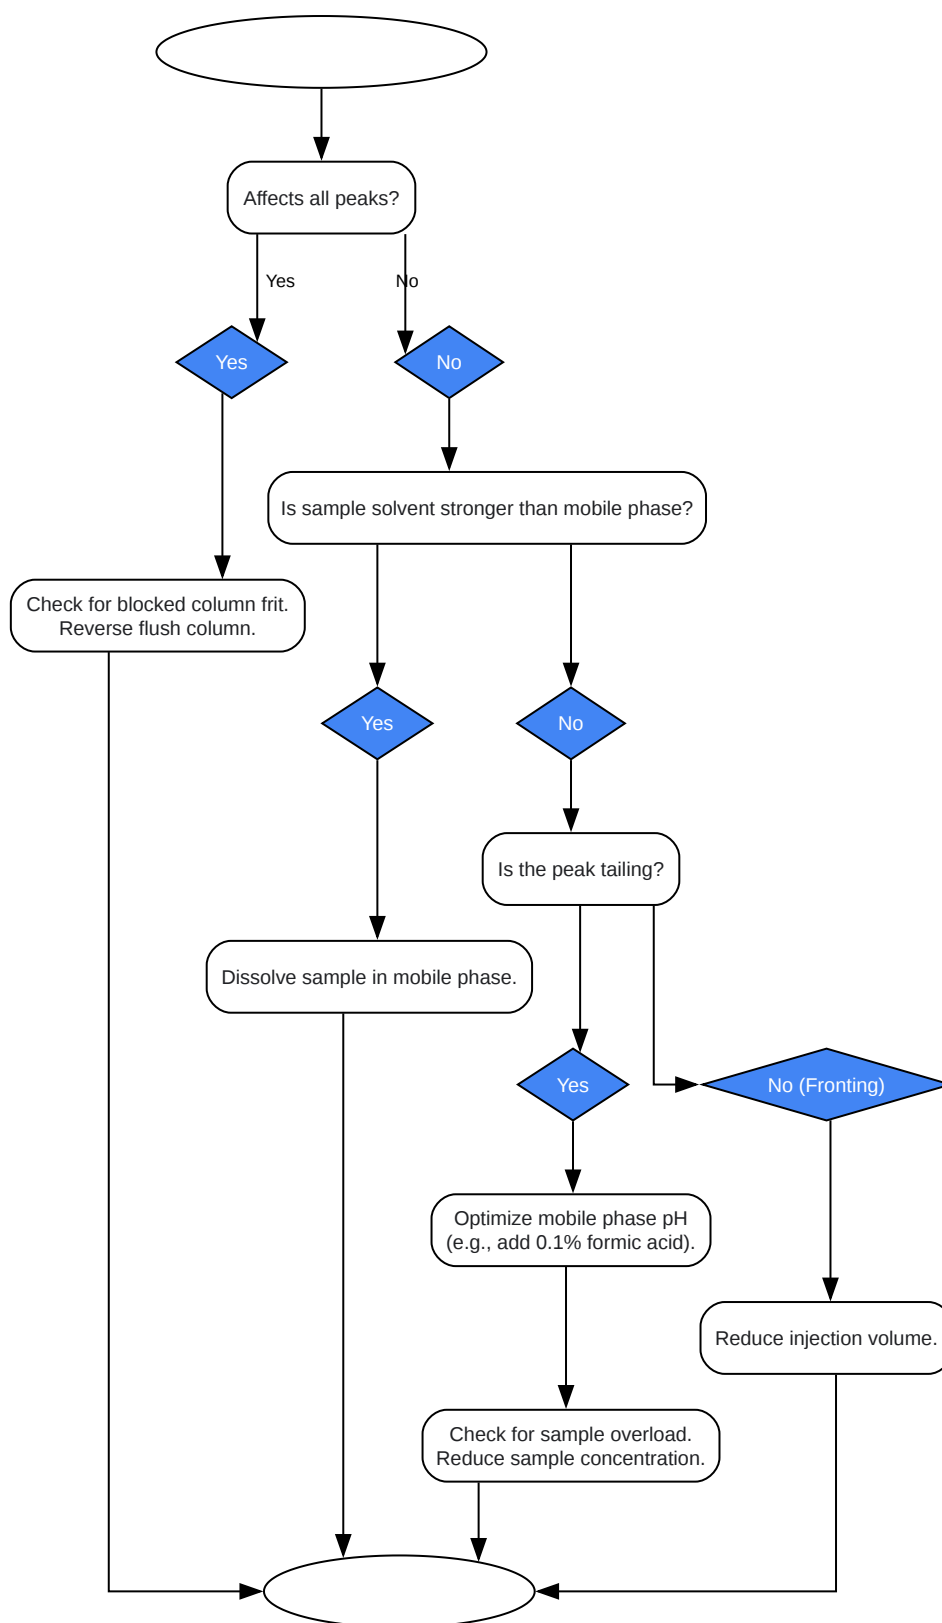 Affects all peaks?
Yes
No
Yes
No
Is sample solvent stronger than mobile phase?
Check for blocked column frit.
Reverse flush column.
Yes
No
Is the peak tailing?
Dissolve sample in mobile phase.
Yes
No (Fronting)
Optimize mobile phase pH
(e.g., add 0.1% formic acid).
Reduce injection volume.
Check for sample overload.
Reduce sample concentration.